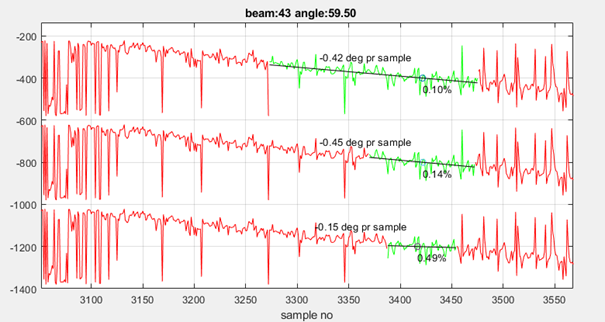 beam:43 angle:59.50
-200
-400
-600
-800
-1000
-1200
-1400
-0.42 deg pr sample
0.10%
-0.45 deg pr sample
0.14%
-0.15 deg pr sample
0.49%
3100 3150 3200 3250 3300 3350 3400 3450 3500 3550
sample no